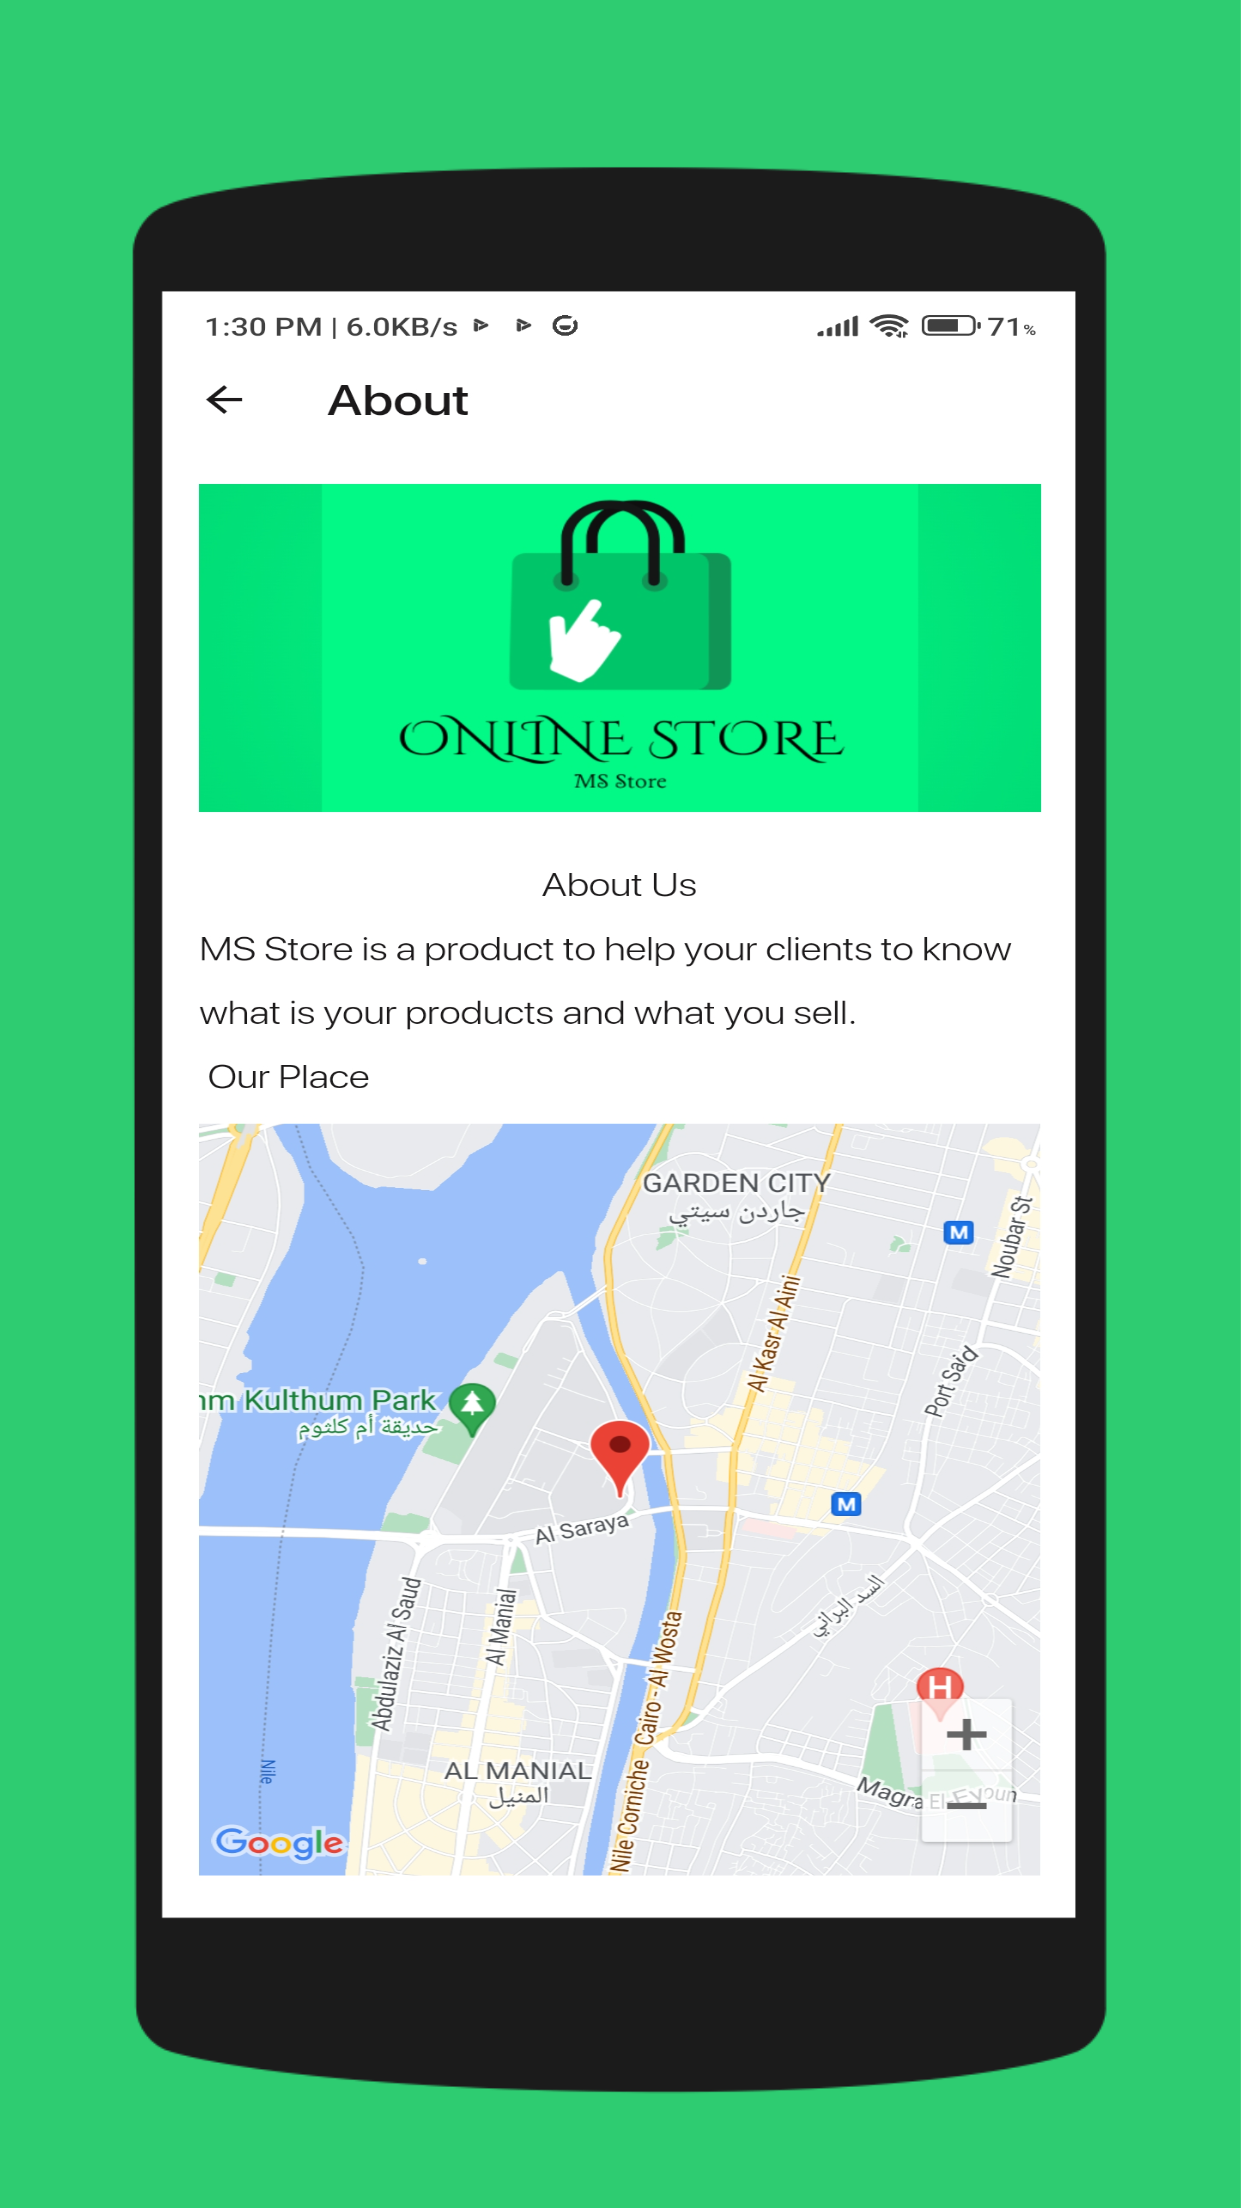 1:30 PM | 6.0KB/s
71%
About
ONLINE STORE
MS Store
About Us
MS Store is a product to help your clients to know
what is your products and what you sell.
Our Place
GARDEN CITY
جاردن سيتي
M
Noubar St
Al Kasr Al Aini
Port Said
Kulthum Park
حديقة أم كلثوم
M
Al Saraya
السد البراني
Abdulaziz Al Saud
Al Manial
Nile Corniche
Cairo - Al Wosta
H
Nile
AL MANIAL
المنيل
Magra El-Eyoun
Google